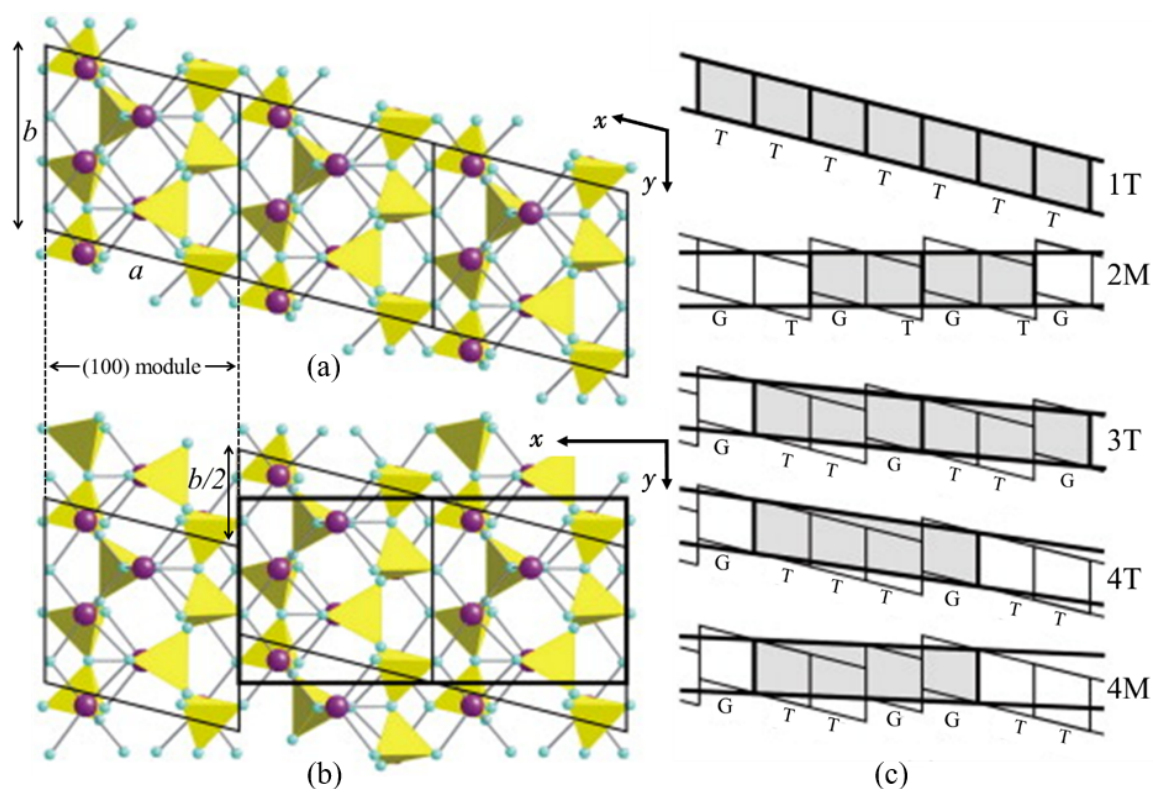 b
a
(100) module
(a)
b/2
x
y
(b)
x
y
T T T T T T T
1T
G T G T G T G
2M
G T T G T T G
3T
G T T T G T T
4T
G T T G G T T
4M
(c)